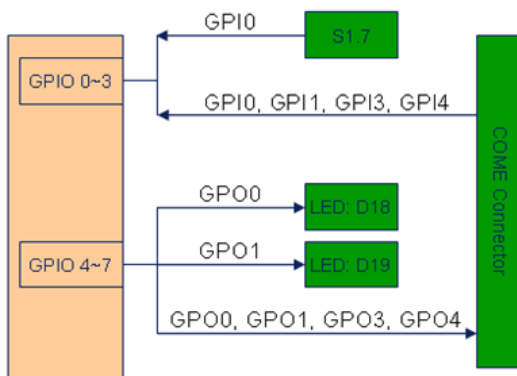 GPI0
S1.7
GPIO 0~3
GPI0, GPI1, GPI3, GPI4
COME Connector
GPO0
LED: D18
GPO1
GPIO 4~7
LED: D19
GPO0, GPO1, GPO3, GPO4